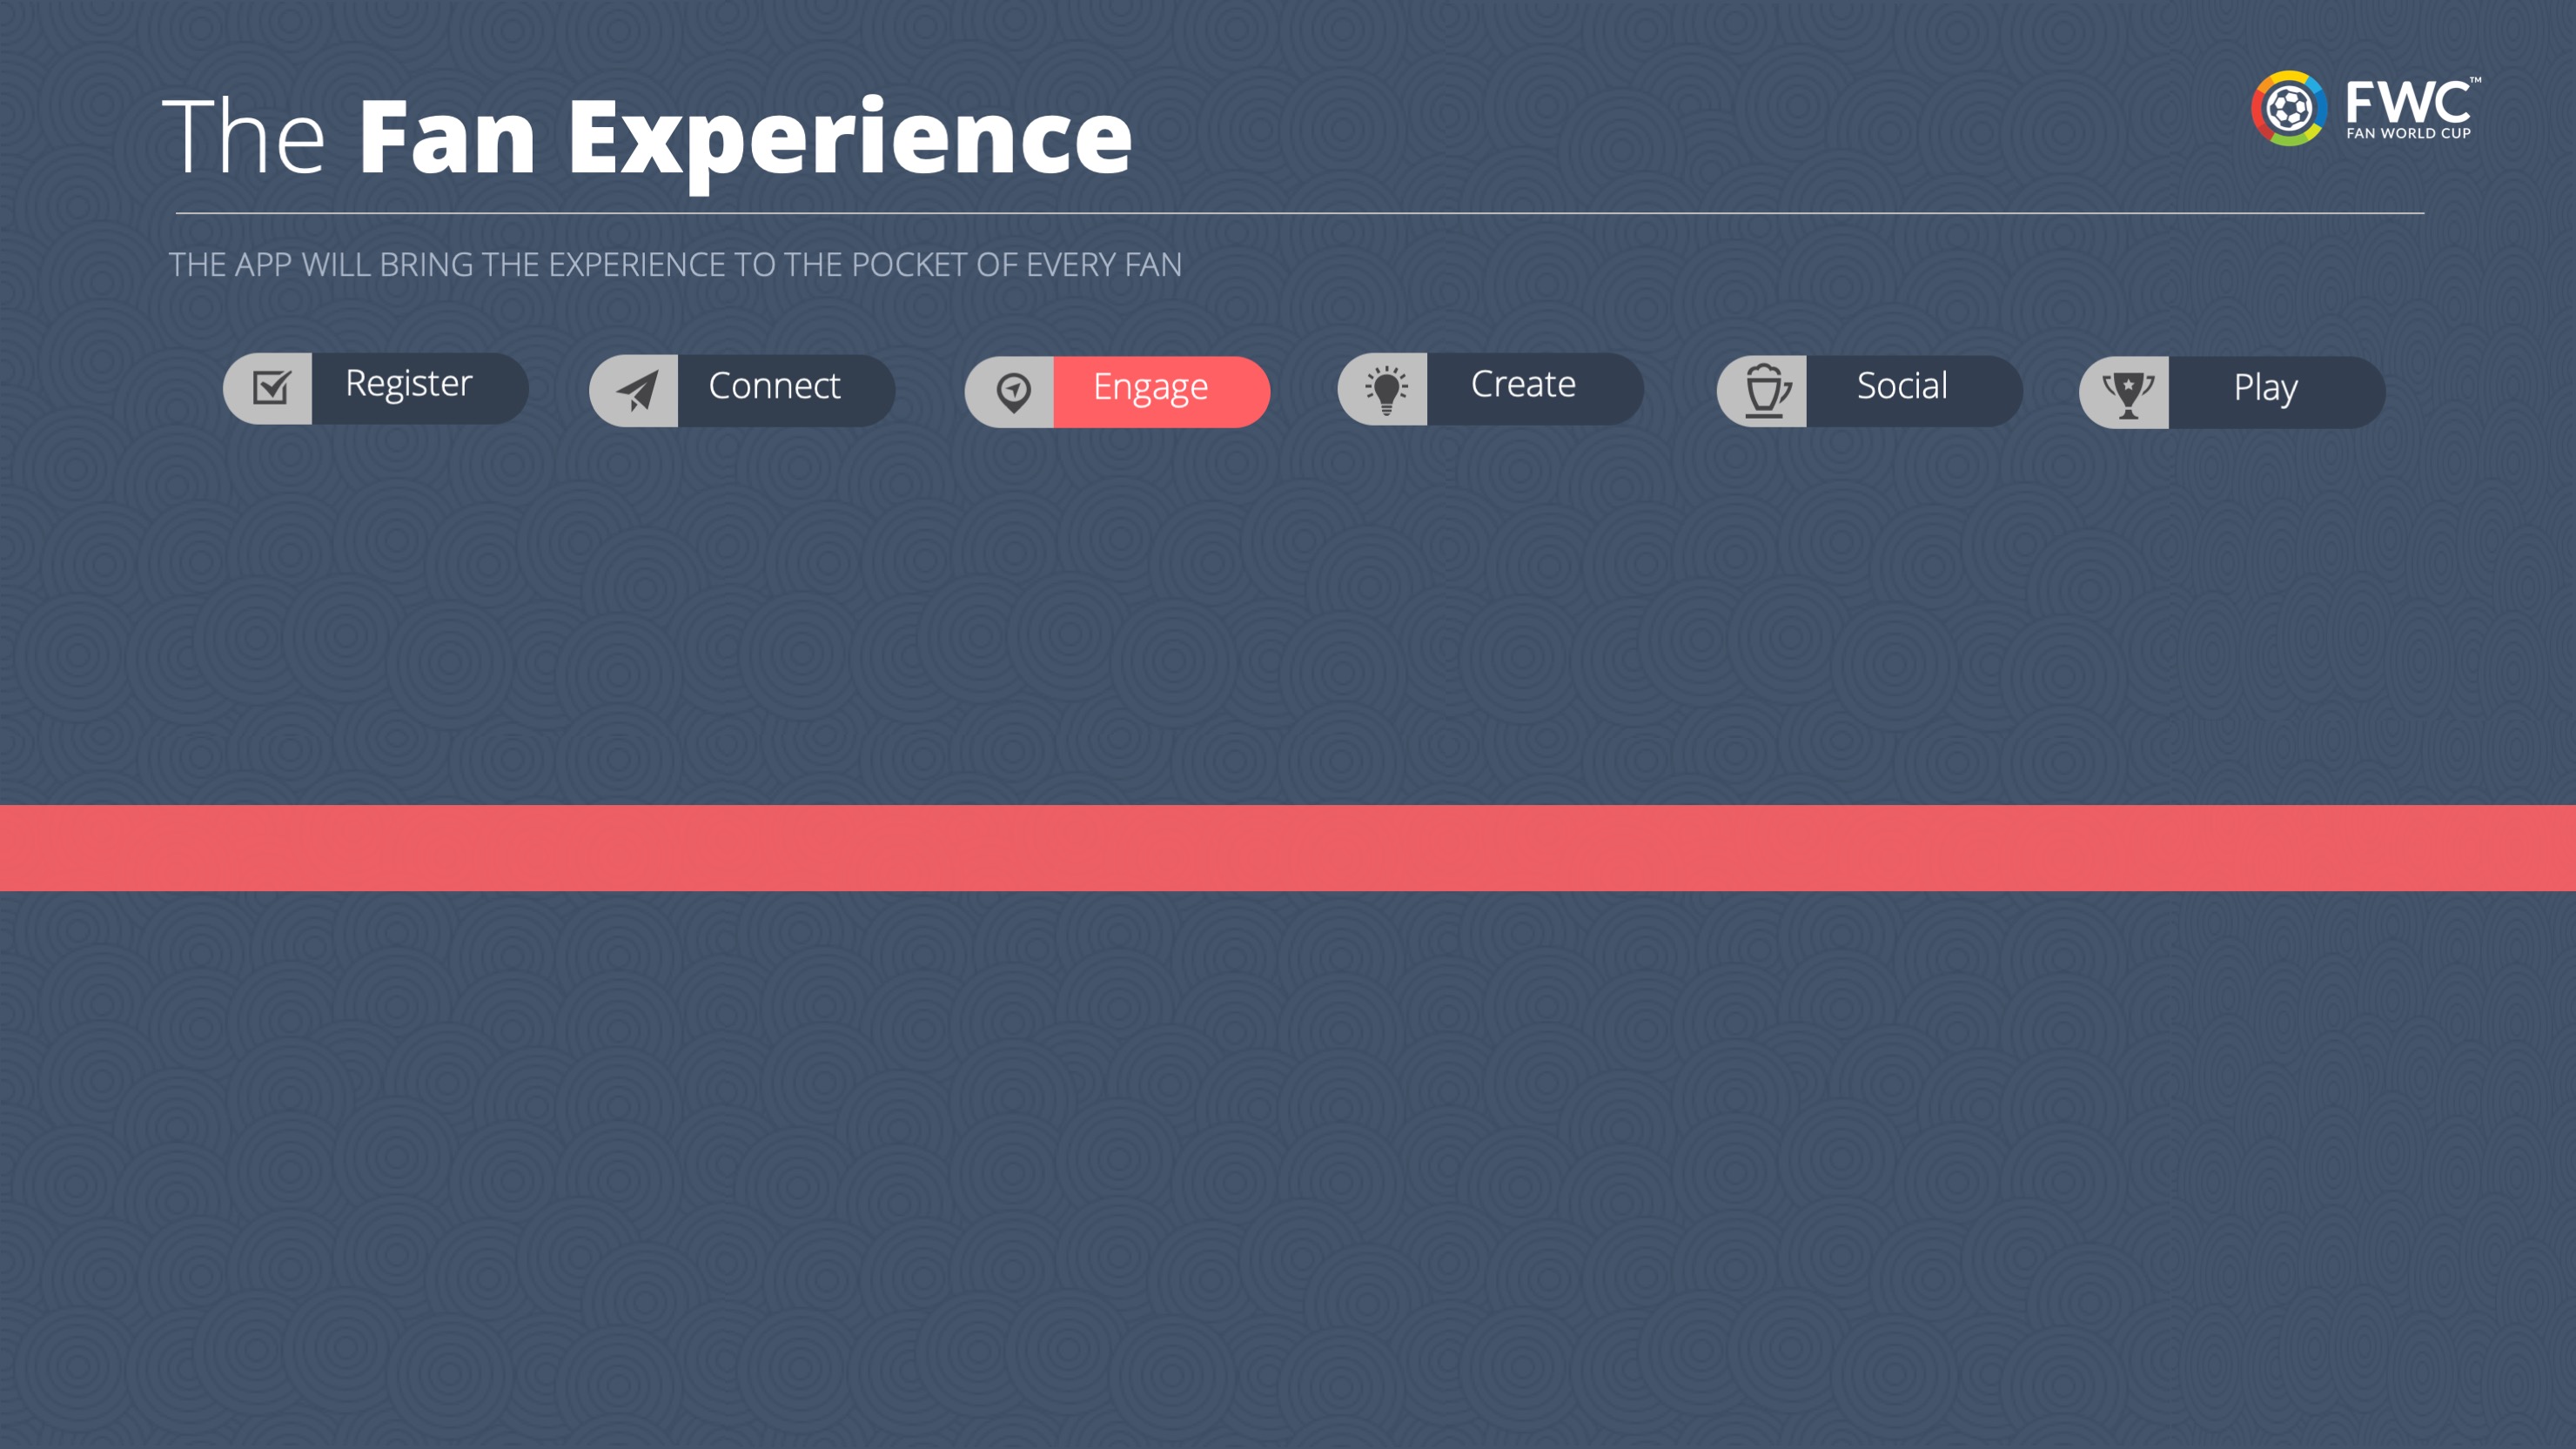 The Fan Experience
FWC™
FAN WORLD CUP
THE APP WILL BRING THE EXPERIENCE TO THE POCKET OF EVERY FAN
Register
Connect
Engage
Create
Social
Play